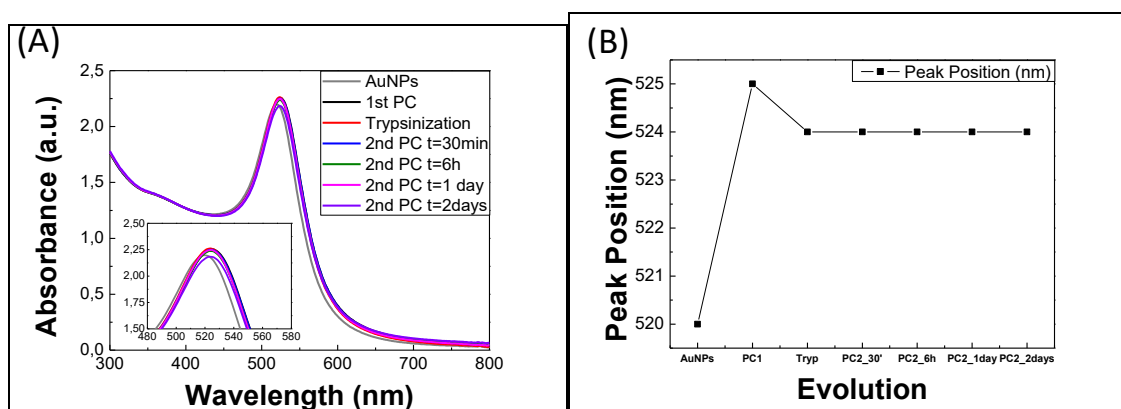 (A)
2,5
2,0
1,5
1,0
0,5
0,0
Absorbance (a.u.)
AuNPs
1st PC
Trypsinization
2nd PC t=30min
2nd PC t=6h
2nd PC t=1 day
2nd PC t=2days
2,50
2,25
2,00
1,75
1,50
480 500 520 540 560 580
300 400 500 600 700 800
Wavelength (nm)
(B)
Peak Position (nm)
525
524
523
522
521
520
Peak Position (nm)
AuNPs PC1 Tryp PC2_30' PC2_6h PC2_1day PC2_2days
Evolution